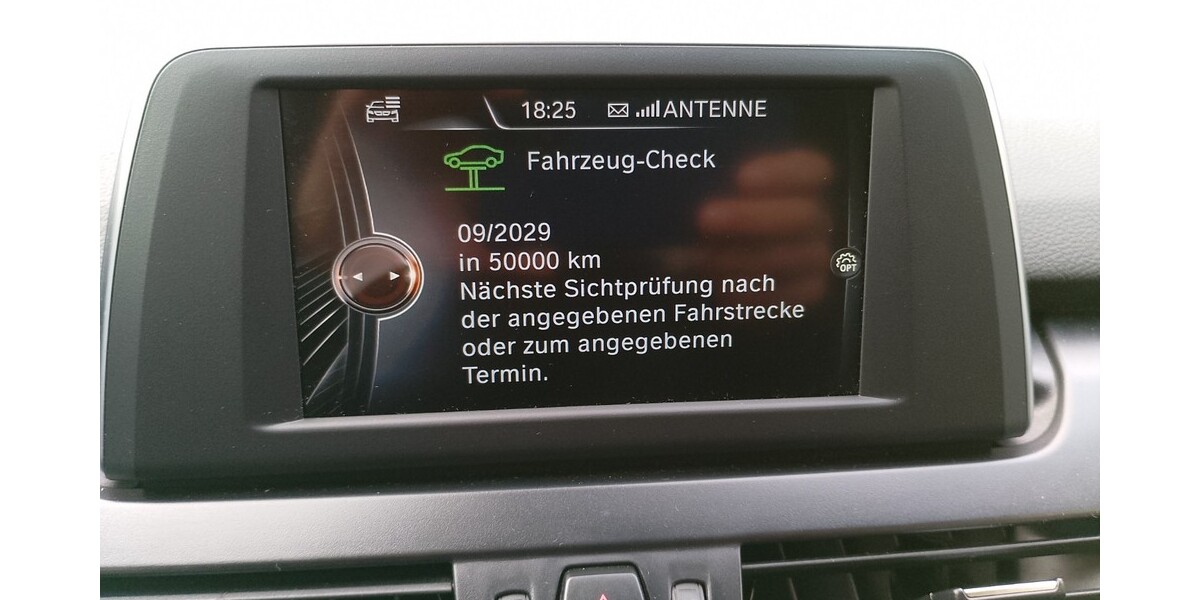 18:25 ANTENNE
Fahrzeug-Check
09/2029
in 50000 km
Nächste Sichtprüfung nach
der angegebenen Fahrstrecke
oder zum angegebenen
Termin.
OPT